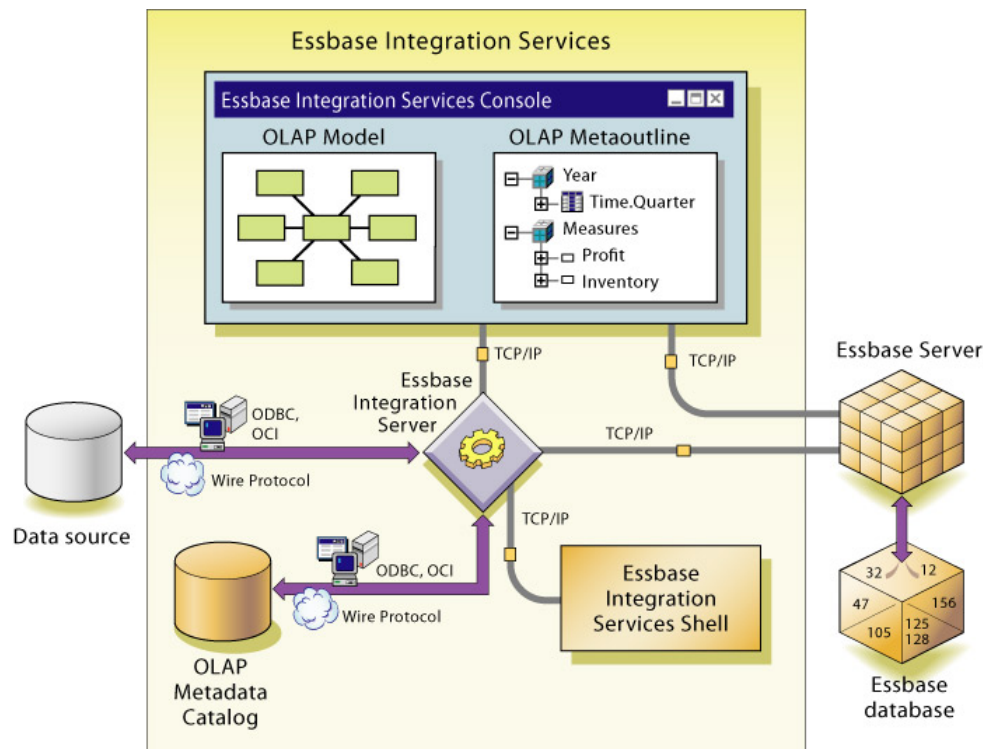 Essbase Integration Services
Essbase Integration Services Console
OLAP Model
OLAP Metaoutline
Year
Time.Quarter
Measures
Profit
Inventory
TCP/IP
TCP/IP
Essbase Server
Essbase
Integration
Server
ODBC,
OCI
TCP/IP
Wire Protocol
Data source
TCP/IP
ODBC, OCI
Wire Protocol
Essbase
Integration
Services Shell
32
12
47
156
105
125
128
OLAP
Metadata
Catalog
Essbase
database